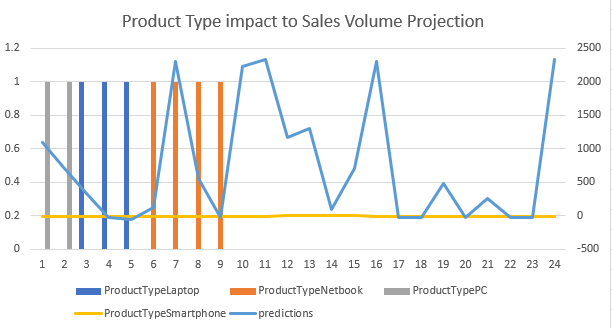 Product Type impact to Sales Volume Projection
1.2 2500
1 2000
0.8 1500
0.6 1000
0.4 500
0.2 0
0 -500
1 2 3 4 5 6 7 8 9 10 11 12 13 14 15 16 17 18 19 20 21 22 23 24
ProductTypeLaptop ProductTypeNetbook ProductTypePC
ProductTypeSmartphone predictions